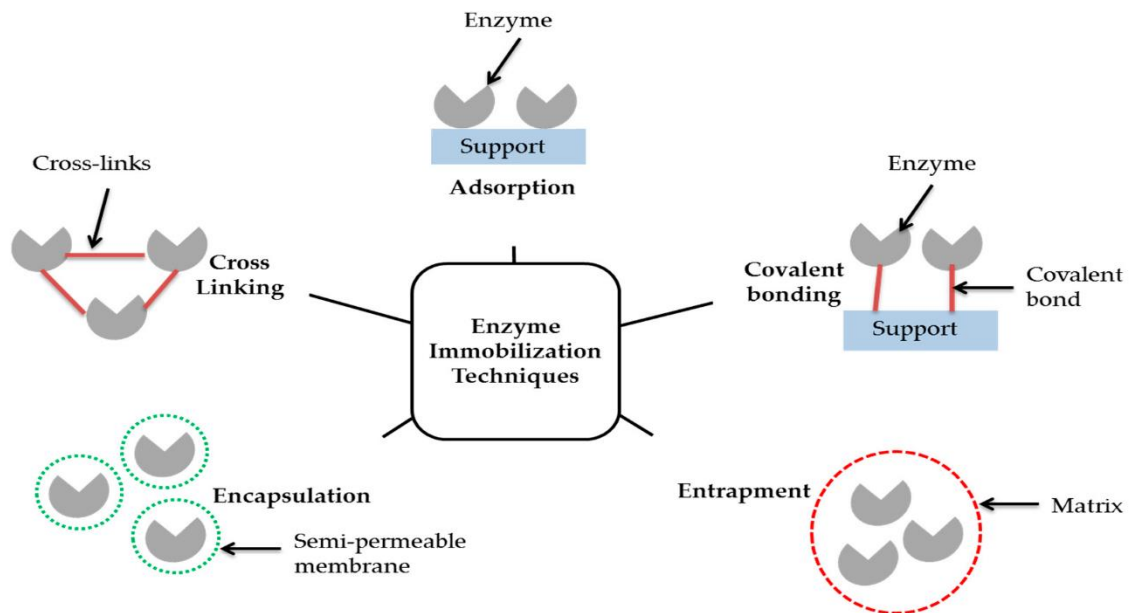 Enzyme
Support
Adsorption
Cross-links
Cross
Linking
Enzyme
Covalent
bonding
Covalent
bond
Support
Enzyme
Immobilization
Techniques
Encapsulation
Semi-permeable
membrane
Entrapment
Matrix